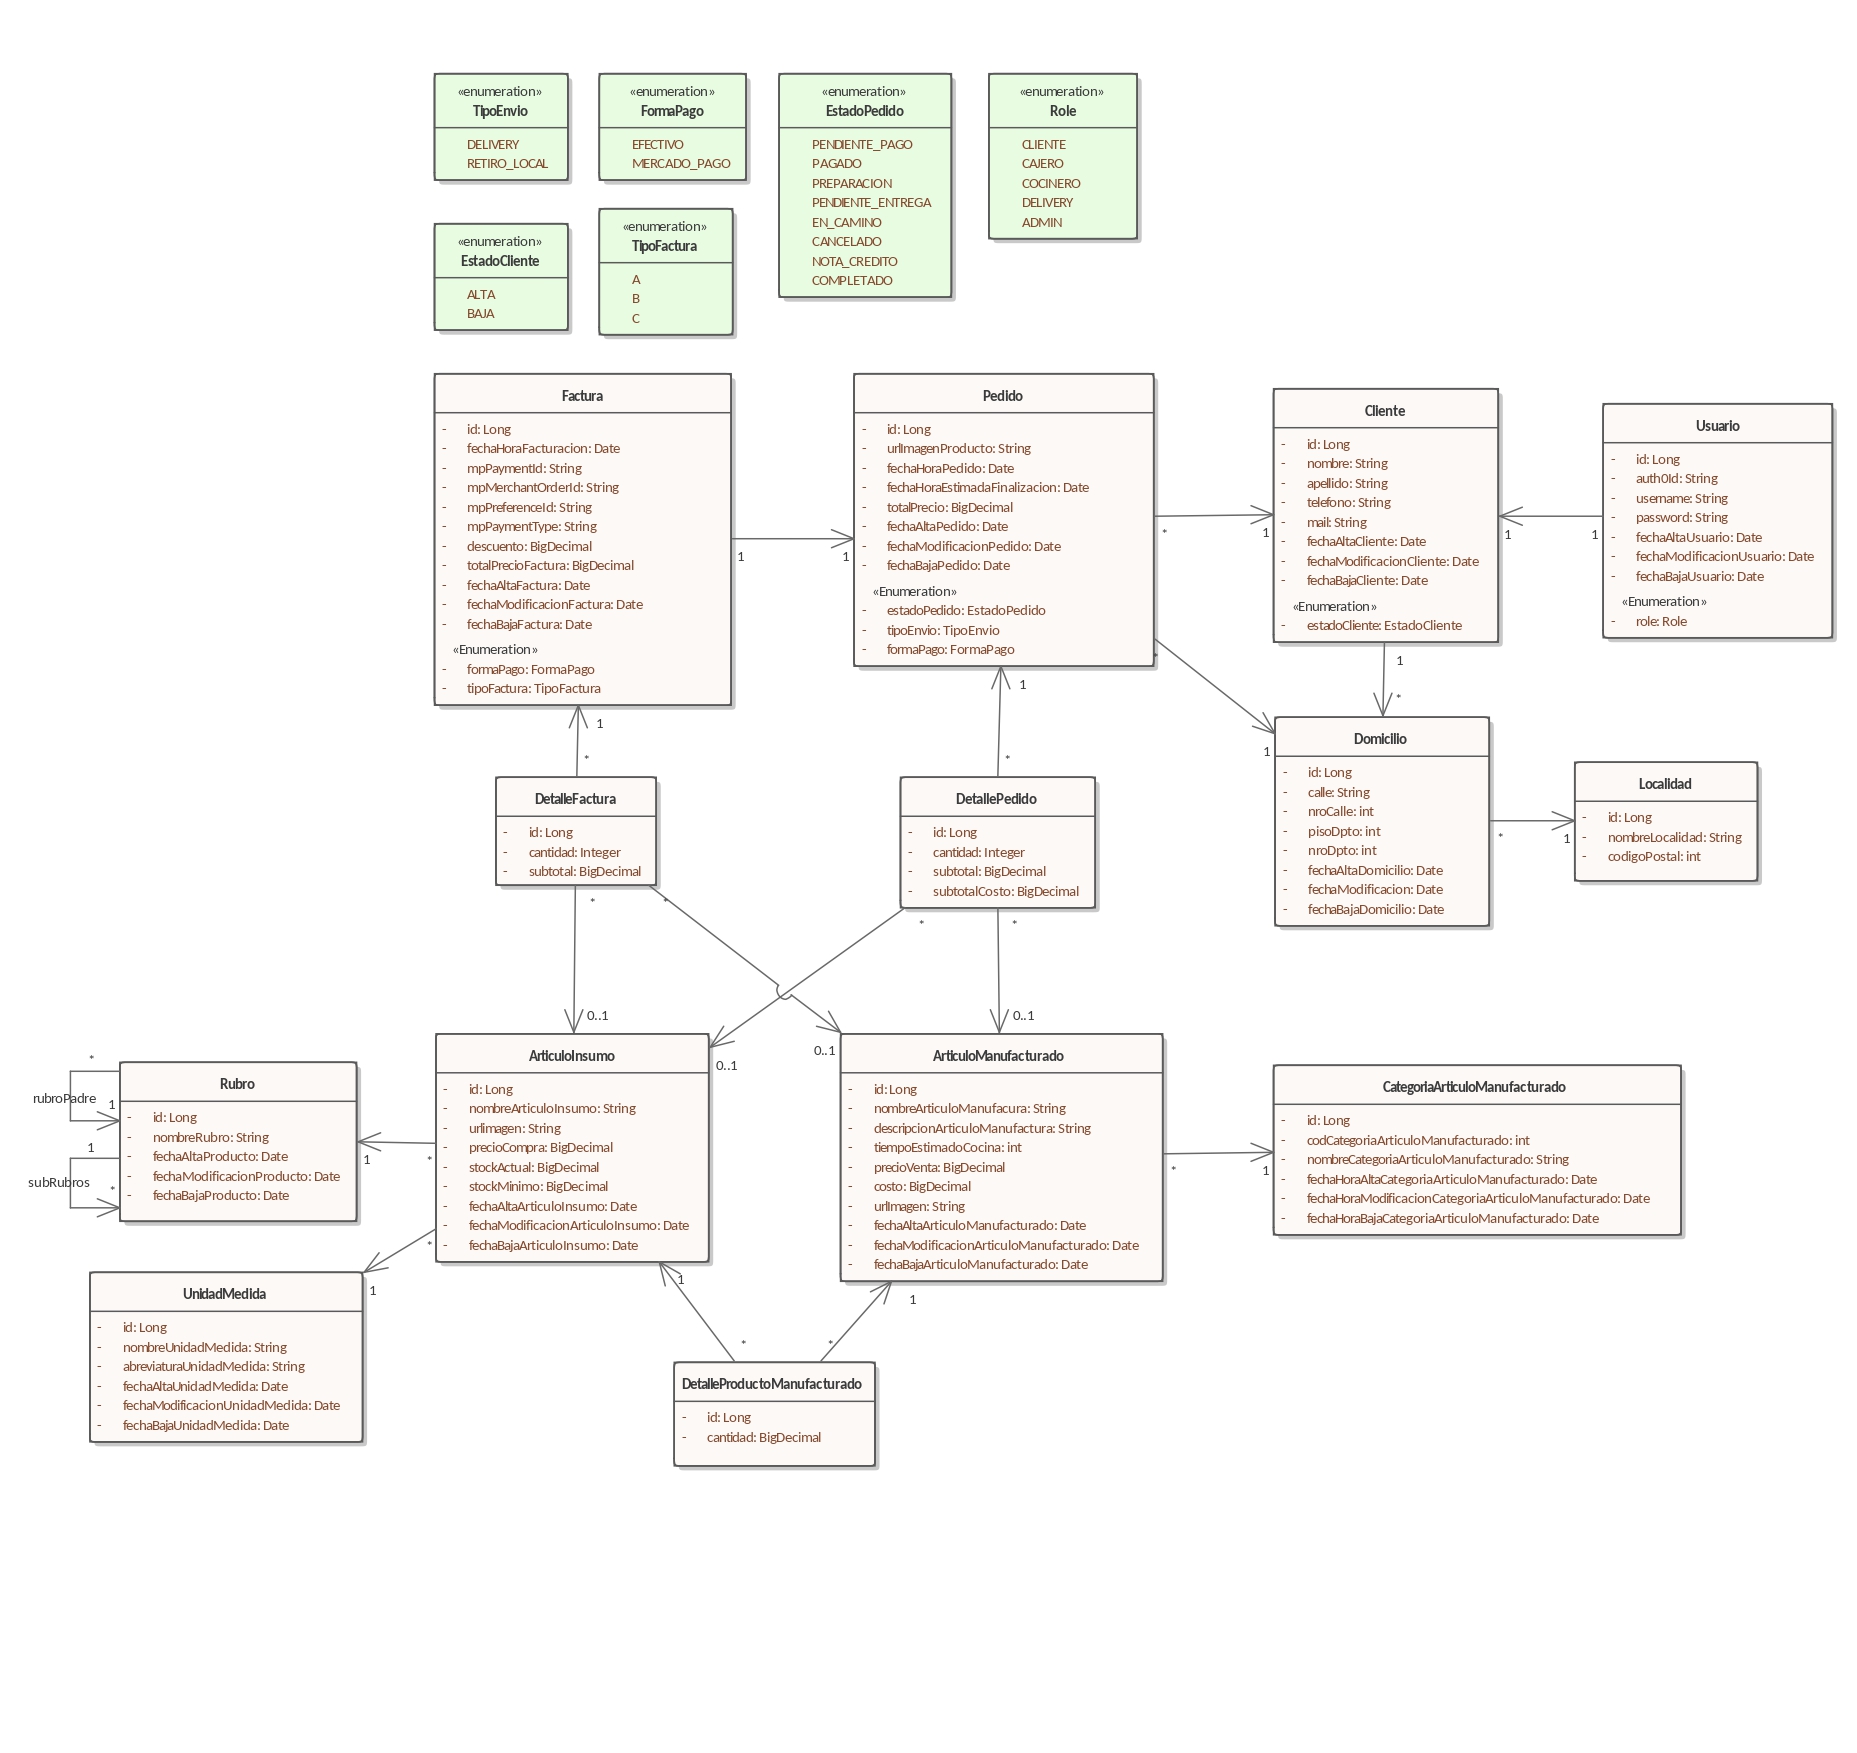 «enumeration»
TipoEnvio
DELIVERY
RETIRO_LOCAL
«enumeration»
FormaPago
EFECTIVO
MERCADO_PAGO
«enumeration»
EstadoPedido
PENDIENTE_PAGO
PAGADO
PREPARACION
PENDIENTE_ENTREGA
EN_CAMINO
CANCELADO
NOTA_CREDITO
COMPLETADO
«enumeration»
Role
CLIENTE
CAJERO
COCINERO
DELIVERY
ADMIN
«enumeration»
EstadoCliente
ALTA
BAJA
«enumeration»
TipoFactura
A
B
C
Factura
- id: Long
- fechaHoraFacturacion: Date
- mpPaymentId: String
- mpMerchantOrderId: String
- mpPreferenceId: String
- mpPaymentType: String
- descuento: BigDecimal
- totalPrecioFactura: BigDecimal
- fechaAltaFactura: Date
- fechaModificacionFactura: Date
- fechaBajaFactura: Date
«Enumeration»
- formaPago: FormaPago
- tipoFactura: TipoFactura
1
1
Pedido
- id: Long
- urlImagenProducto: String
- fechaHoraPedido: Date
- fechaHoraEstimadaFinalizacion: Date
- totalPrecio: BigDecimal
- fechaAltaPedido: Date
- fechaModificacionPedido: Date
- fechaBajaPedido: Date
«Enumeration»
- estadoPedido: EstadoPedido
- tipoEnvio: TipoEnvio
- formaPago: FormaPago
*
1
*
1
Cliente
- id: Long
- nombre: String
- apellido: String
- telefono: String
- mail: String
- fechaAltaCliente: Date
- fechaModificacionCliente: Date
- fechaBajaCliente: Date
«Enumeration»
- estadoCliente: EstadoCliente
1
1
Usuario
- id: Long
- auth0Id: String
- username: String
- password: String
- fechaAltaUsuario: Date
- fechaModificacionUsuario: Date
- fechaBajaUsuario: Date
«Enumeration»
- role: Role
1
*
1
*
1
*
DetalleFactura
- id: Long
- cantidad: Integer
- subtotal: BigDecimal
*
*
DetallePedido
- id: Long
- cantidad: Integer
- subtotal: BigDecimal
- subtotalCosto: BigDecimal
*
*
Domicilio
- id: Long
- calle: String
- nroCalle: int
- pisoDpto: int
- nroDpto: int
- fechaAltaDomicilio: Date
- fechaModificacion: Date
- fechaBajaDomicilio: Date
*
1
Localidad
- id: Long
- nombreLocalidad: String
- codigoPostal: int
0..1
0..1
0..1
0..1
*
rubroPadre
1
1
subRubros
*
Rubro
- id: Long
- nombreRubro: String
- fechaAltaProducto: Date
- fechaModificacionProducto: Date
- fechaBajaProducto: Date
1
*
ArticuloInsumo
- id: Long
- nombreArticuloInsumo: String
- urlimagen: String
- precioCompra: BigDecimal
- stockActual: BigDecimal
- stockMinimo: BigDecimal
- fechaAltaArticuloInsumo: Date
- fechaModificacionArticuloInsumo: Date
- fechaBajaArticuloInsumo: Date
ArticuloManufacturado
- id: Long
- nombreArticuloManufacura: String
- descripcionArticuloManufactura: String
- tiempoEstimadoCocina: int
- precioVenta: BigDecimal
- costo: BigDecimal
- urlImagen: String
- fechaAltaArticuloManufacturado: Date
- fechaModificacionArticuloManufacturado: Date
- fechaBajaArticuloManufacturado: Date
*
1
CategoriaArticuloManufacturado
- id: Long
- codCategoriaArticuloManufacturado: int
- nombreCategoriaArticuloManufacturado: String
- fechaHoraAltaCategoriaArticuloManufacturado: Date
- fechaHoraModificacionCategoriaArticuloManufacturado: Date
- fechaHoraBajaCategoriaArticuloManufacturado: Date
*
1
UnidadMedida
- id: Long
- nombreUnidadMedida: String
- abreviaturaUnidadMedida: String
- fechaAltaUnidadMedida: Date
- fechaModificacionUnidadMedida: Date
- fechaBajaUnidadMedida: Date
1
*
1
*
DetalleProductoManufacturado
- id: Long
- cantidad: BigDecimal